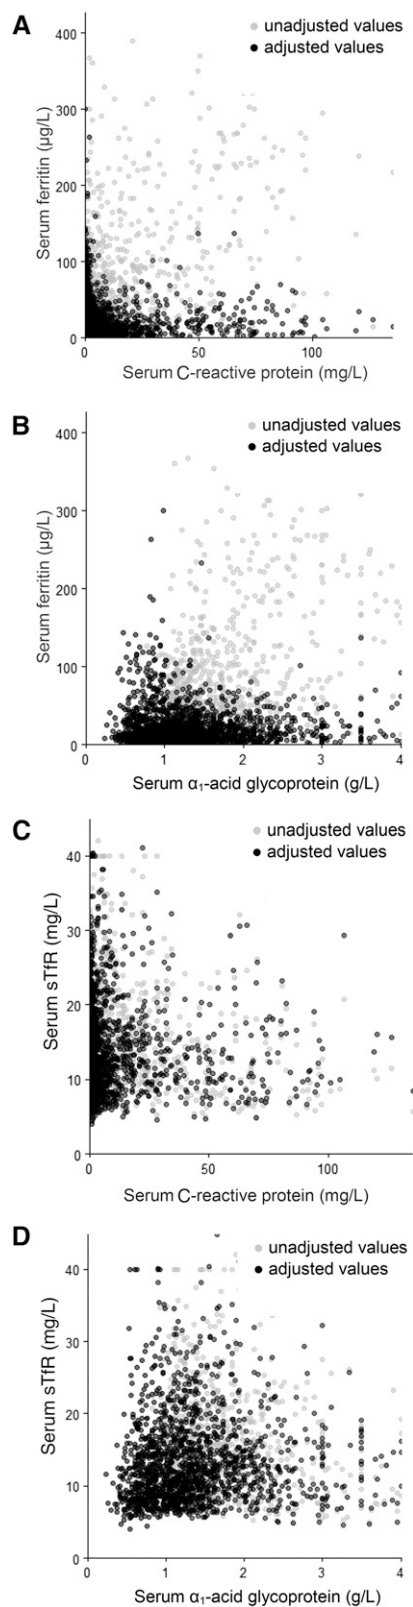 A
unadjusted values
adjusted values
400
300
200
100
0
Serum ferritin (µg/L)
0 50 100
Serum C-reactive protein (mg/L)
B
unadjusted values
adjusted values
400
300
200
100
0
Serum ferritin (µg/L)
0 1 2 3 4
Serum α₁-acid glycoprotein (g/L)
C
unadjusted values
adjusted values
40
30
20
10
0
Serum sTfR (mg/L)
0 50 100
Serum C-reactive protein (mg/L)
D
unadjusted values
adjusted values
40
30
20
10
0
Serum sTfR (mg/L)
0 1 2 3 4
Serum α₁-acid glycoprotein (g/L)